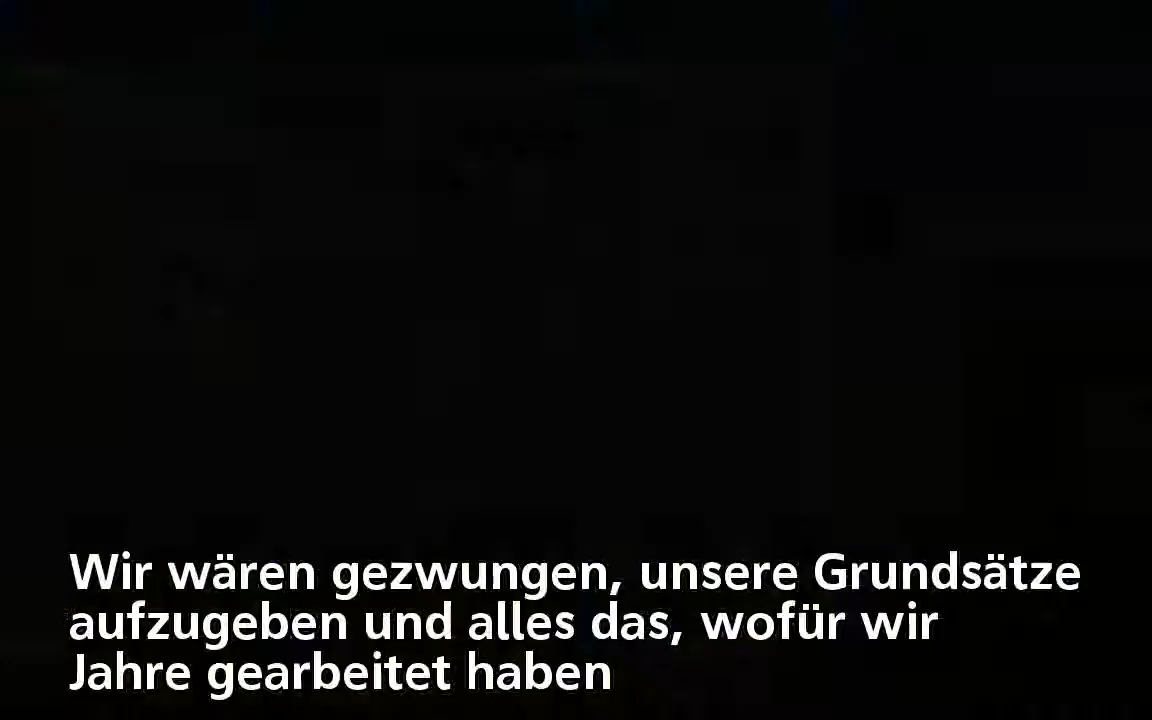 Wir wären gezwungen, unsere Grundsätze
aufzugeben und alles das, wofür wir
Jahre gearbeitet haben